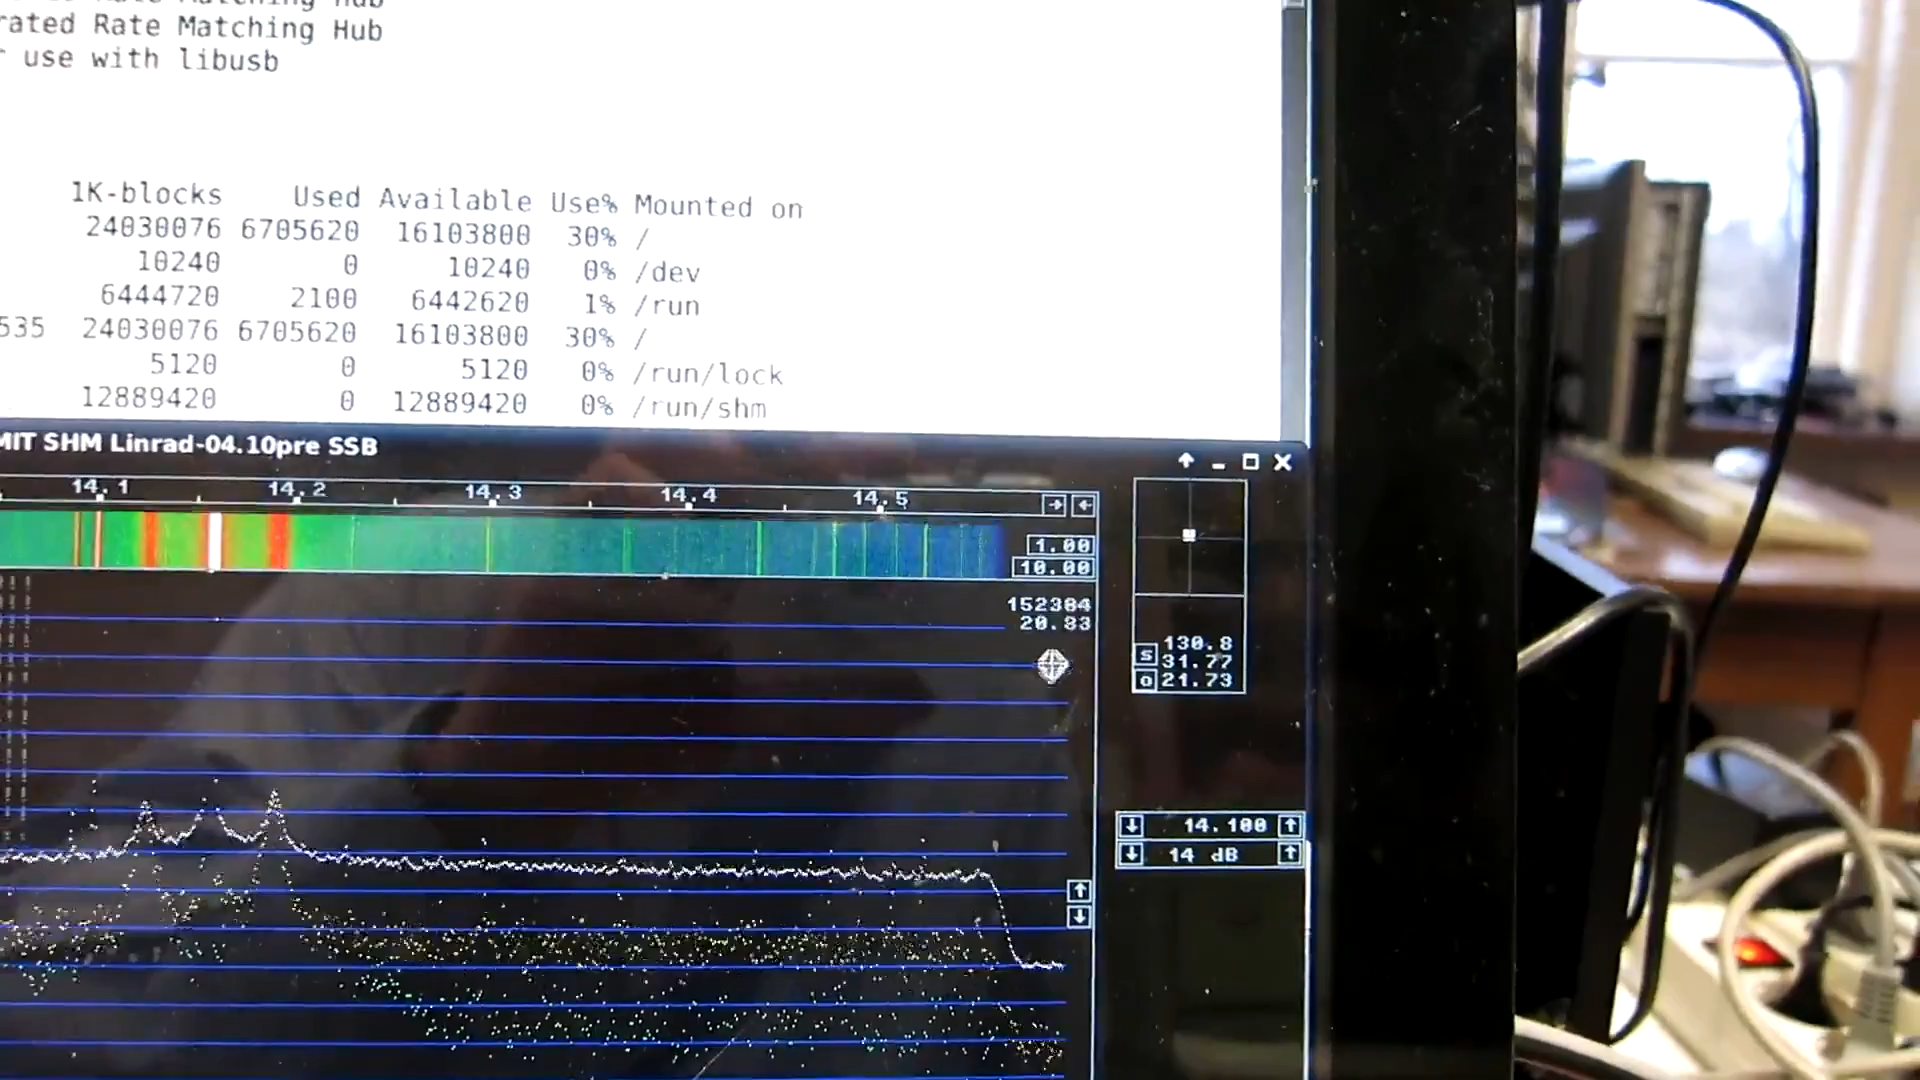 Rate Matching Hub
rated Rate Matching Hub
use with libusb
1K-blocks Used Available Use% Mounted on
24030076 6705620 16103800 30% /
10240 0 10240 0% /dev
6444720 2100 6442620 1% /run
535 24030076 6705620 16103800 30% /
5120 0 5120 0% /run/lock
12889420 0 12889420 0% /run/shm
MIT SHM Linrad-04.10pre SSB
14.1 14.2 14.3 14.4 14.5
1.00
10.00
152384
20.83
130.8
S 31.77
o 21.73
14.100
14 dB